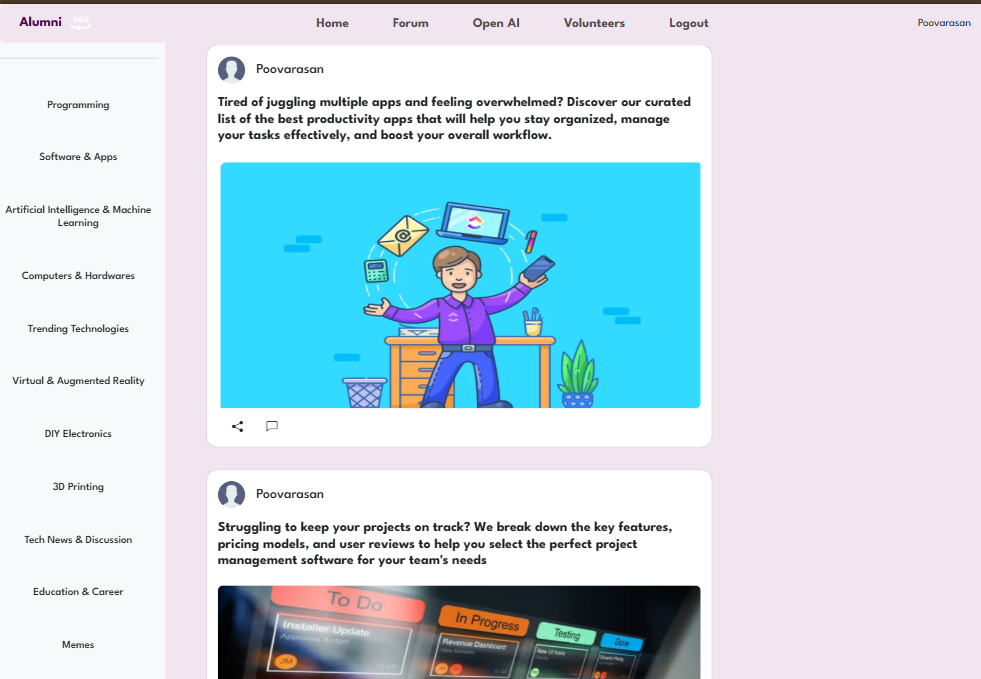 Alumni 360
Home Forum Open AI Volunteers Logout
Poovarasan
Programming
Software & Apps
Artificial Intelligence & Machine
Learning
Computers & Hardwares
Trending Technologies
Virtual & Augmented Reality
DIY Electronics
3D Printing
Tech News & Discussion
Education & Career
Memes
Poovarasan
Tired of juggling multiple apps and feeling overwhelmed? Discover our curated
list of the best productivity apps that will help you stay organized, manage
your tasks effectively, and boost your overall workflow.
@
Poovarasan
Struggling to keep your projects on track? We break down the key features,
pricing models, and user reviews to help you select the perfect project
management software for your team's needs
To Do
In Progress
Testing
Done
Installer Update
Approved Budget
JM
Revenue Dashboard
New UI Icons